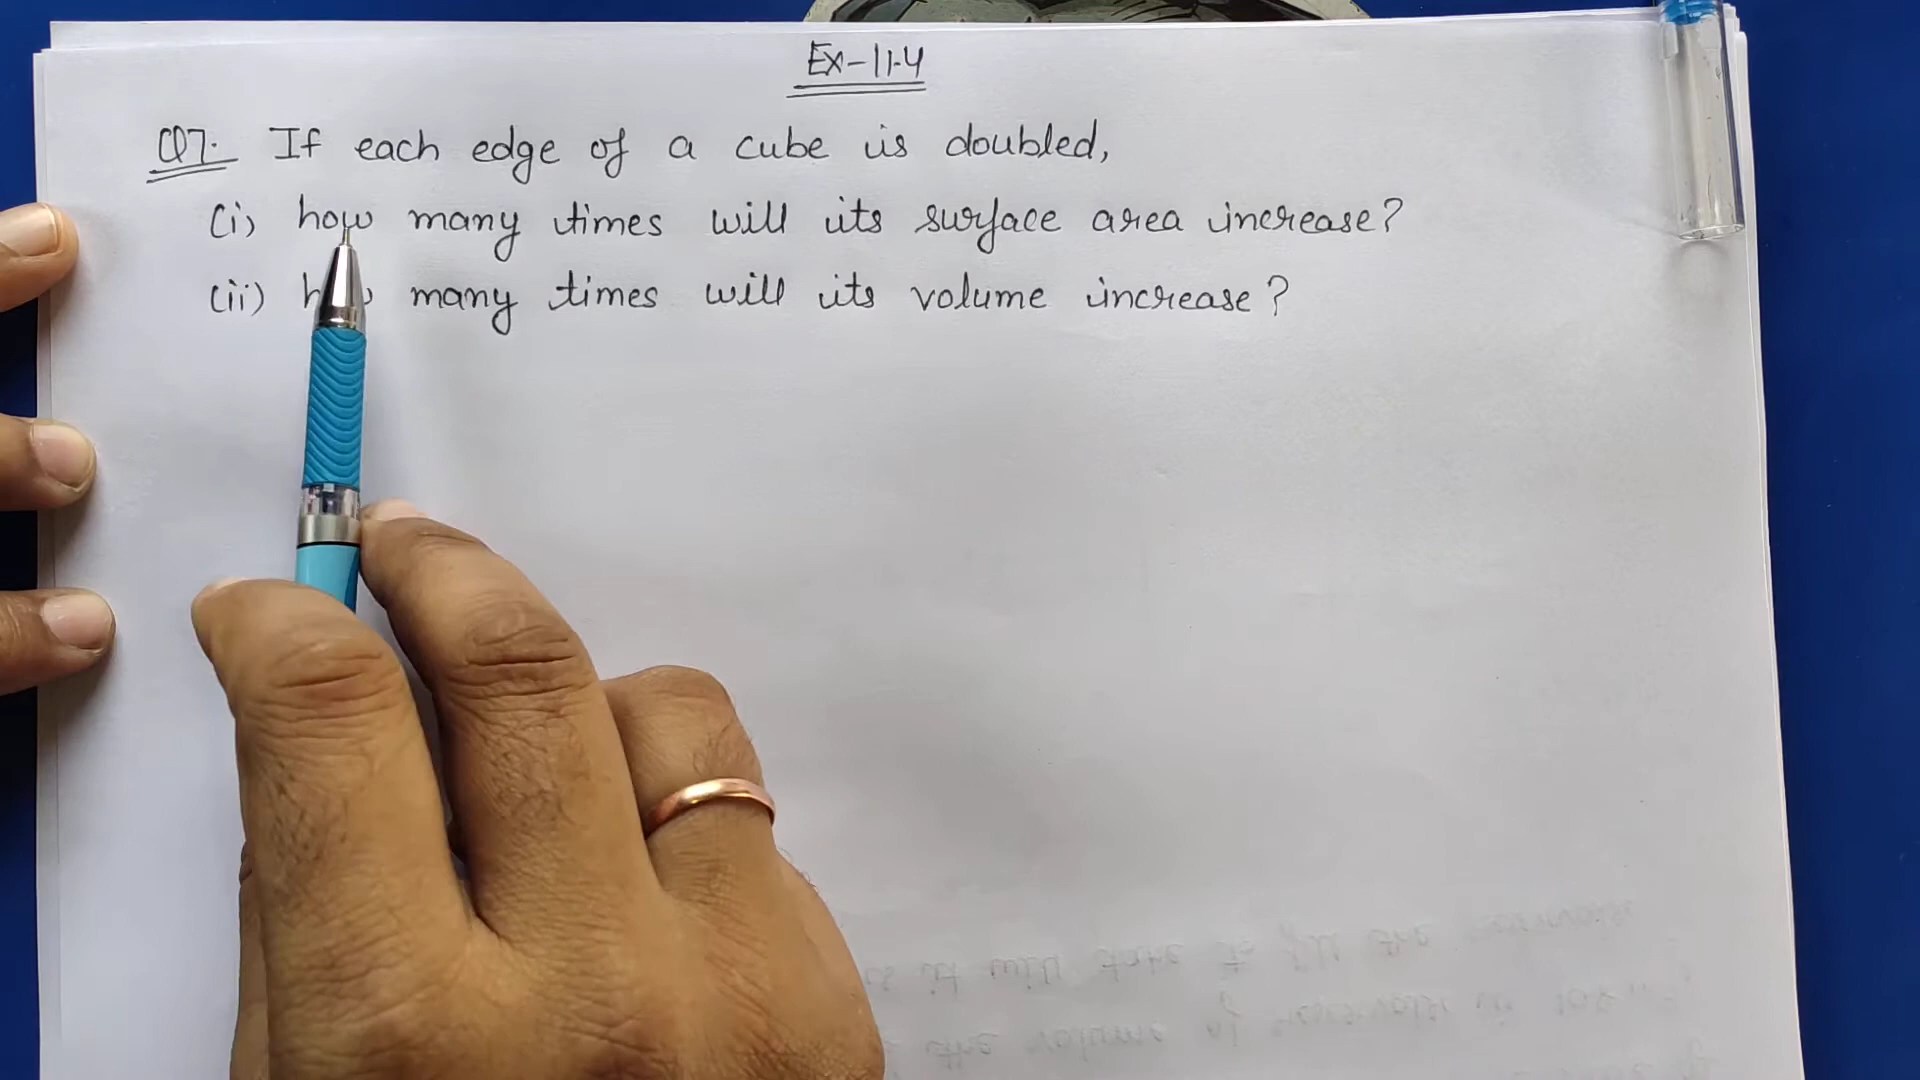 Ex-11.4
Q7. If each edge of a cube is doubled,
(i) how many times will its surface area increase?
(ii) how many times will its volume increase?